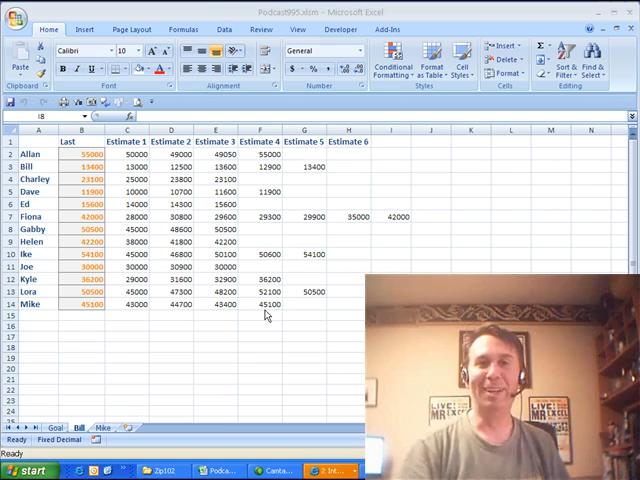 Podcast995.xlsm - Microsoft Excel
Home Insert Page Layout Formulas Data Review View Developer Add-Ins
Calibri 10 General Insert
Paste Conditional Formatting Format as Table Cell Styles Delete Sort & Filter Find & Select
B I U $ % , Format
Clipboard Font Alignment Number Styles Cells Editing
I8 fx
A B C D E F G H I J K L M N
1 Last Estimate 1 Estimate 2 Estimate 3 Estimate 4 Estimate 5 Estimate 6
2 Allan 55000 50000 49000 49050 55000
3 Bill 13400 13000 12500 13600 12900 13400
4 Charley 23100 25000 23800 23100
5 Dave 11900 10000 10700 11600 11900
6 Ed 15600 14000 14300 15600
7 Fiona 42000 28000 30800 29600 29300 29900 35000 42000
8 Gabby 50500 45000 48600 50500
9 Helen 42200 38000 41800 42200
10 Ike 54100 45000 46800 50100 50600 54100
11 Joe 30000 30000 30900 30000
12 Kyle 36200 29000 31600 32900 36200
13 Lora 50500 45000 47300 48200 52100 50500
14 Mike 45100 43000 44700 43400 45100
15
16
17
18
19
20
21
22
23
24
25
LIVE!
MR EXCEL
LIVE!
MR EXCEL
Goal Bill Mike
Ready Fixed Decimal
Ready
start Zip102 Podca... Camta... 2 Int...